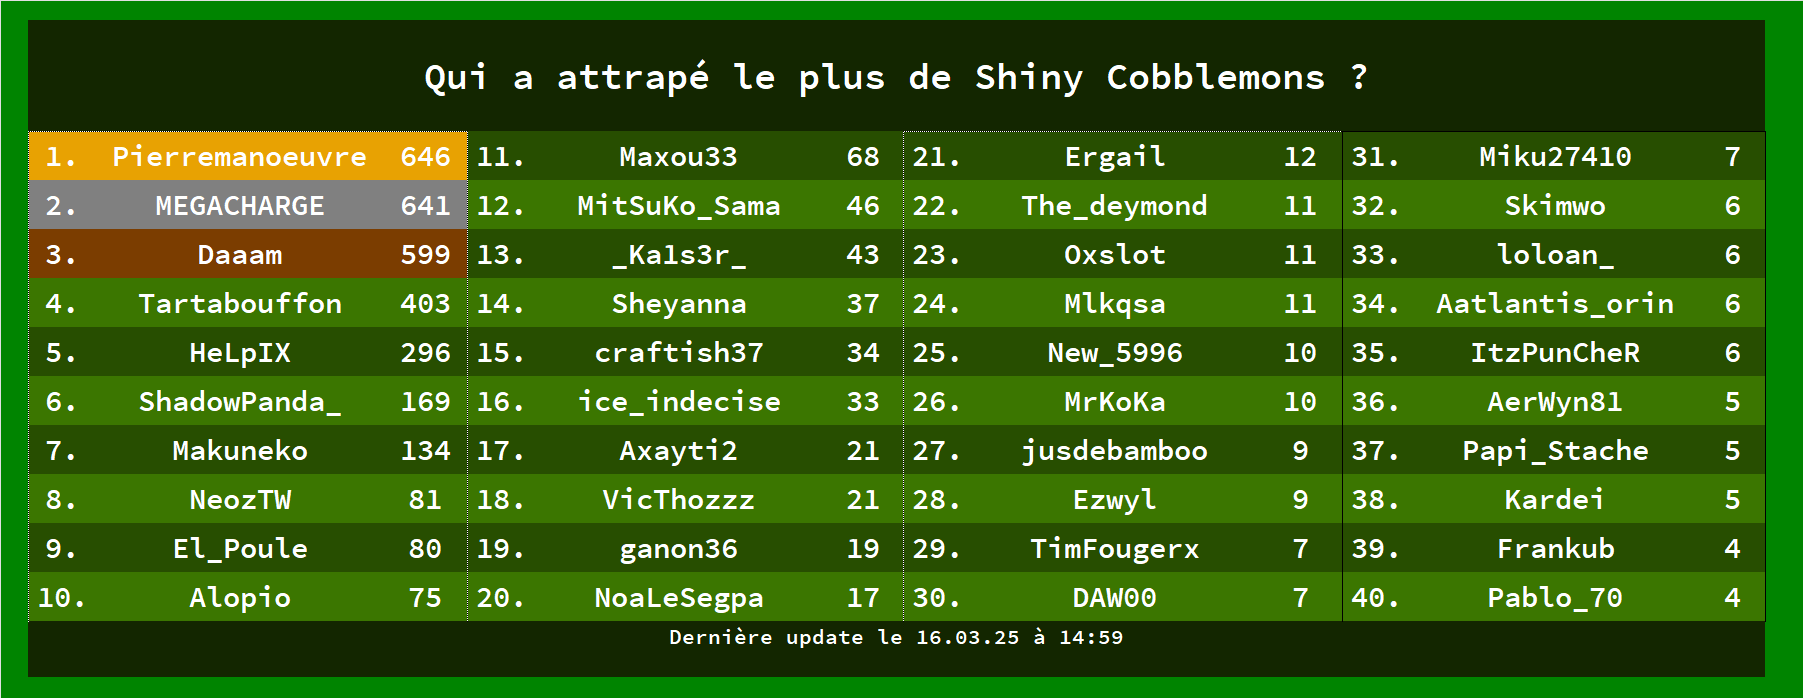 Qui a attrapé le plus de Shiny Cobblemons ?
1. Pierremanoeuvre 646 11. Maxou33 68 21. Ergail 12 31. Miku27410 7
2. MEGACHARGE 641 12. MitSuKo_Sama 46 22. The_deymond 11 32. Skimwo 6
3. Daaam 599 13. _Ka1s3r_ 43 23. Oxslot 11 33. loloan_ 6
4. Tartabouffon 403 14. Sheyanna 37 24. Mlkqsa 11 34. Aatlantis_orin 6
5. HeLpIX 296 15. craftish37 34 25. New_5996 10 35. ItzPunCheR 6
6. ShadowPanda_ 169 16. ice_indecise 33 26. MrKoKa 10 36. AerWyn81 5
7. Makuneko 134 17. Axayti2 21 27. jusdebamboo 9 37. Papi_Stache 5
8. NeozTW 81 18. VicThozzz 21 28. Ezwyl 9 38. Kardei 5
9. El_Poule 80 19. ganon36 19 29. TimFougerx 7 39. Frankub 4
10. Alopio 75 20. NoaLeSegpa 17 30. DAW00 7 40. Pablo_70 4
Dernière update le 16.03.25 à 14:59